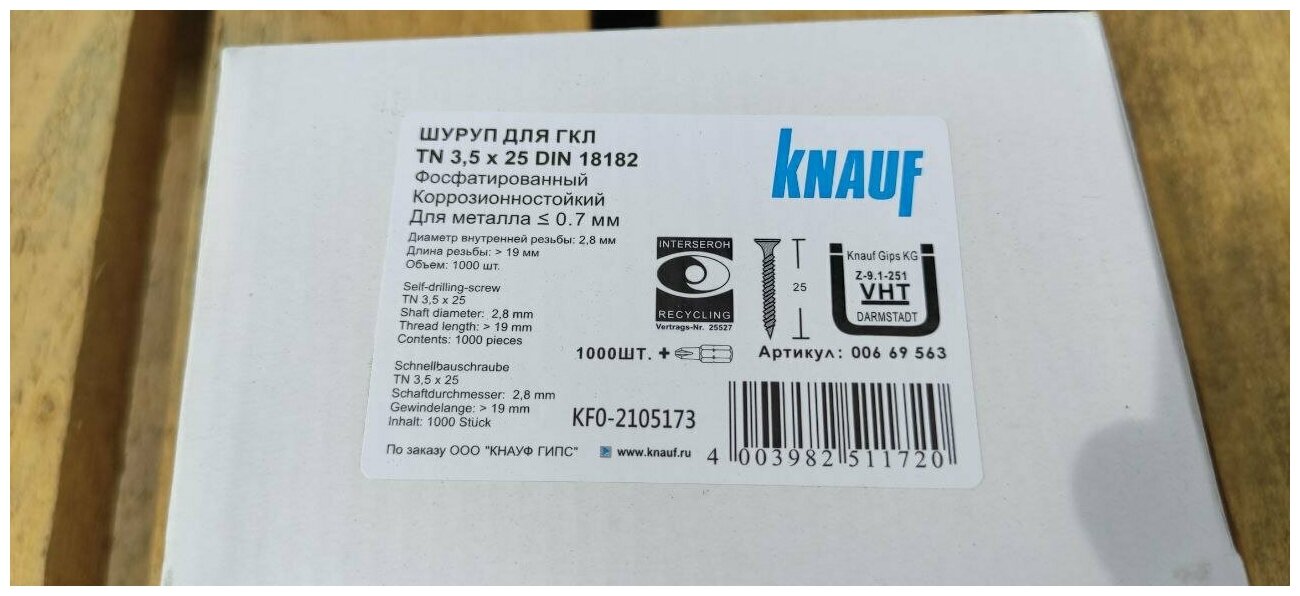 ШУРУП ДЛЯ ГКЛ
TN 3,5 x 25 DIN 18182
Фосфатированный
Коррозионностойкий
Для металла ≤ 0.7 мм
Диаметр внутренней резьбы: 2,8 мм
Длина резьбы: > 19 мм
Объем: 1000 шт.
Self-drilling-screw
TN 3,5 x 25
Shaft diameter: 2,8 mm
Thread length: > 19 mm
Contents: 1000 pieces
Schnellbauschraube
TN 3,5 x 25
Schaftdurchmesser: 2,8 mm
Gewindelange: > 19 mm
Inhalt: 1000 Stück
По заказу ООО "КНАУФ ГИПС"
www.knauf.ru
KNAUF
INTERSEROH
RECYCLING
Vertrags-Nr. 25527
25
Knauf Gips KG
Z-9.1-251
VHT
DARMSTADT
1000ШТ. +
Артикул: 006 69 563
KF0-2105173
4 003982 511720